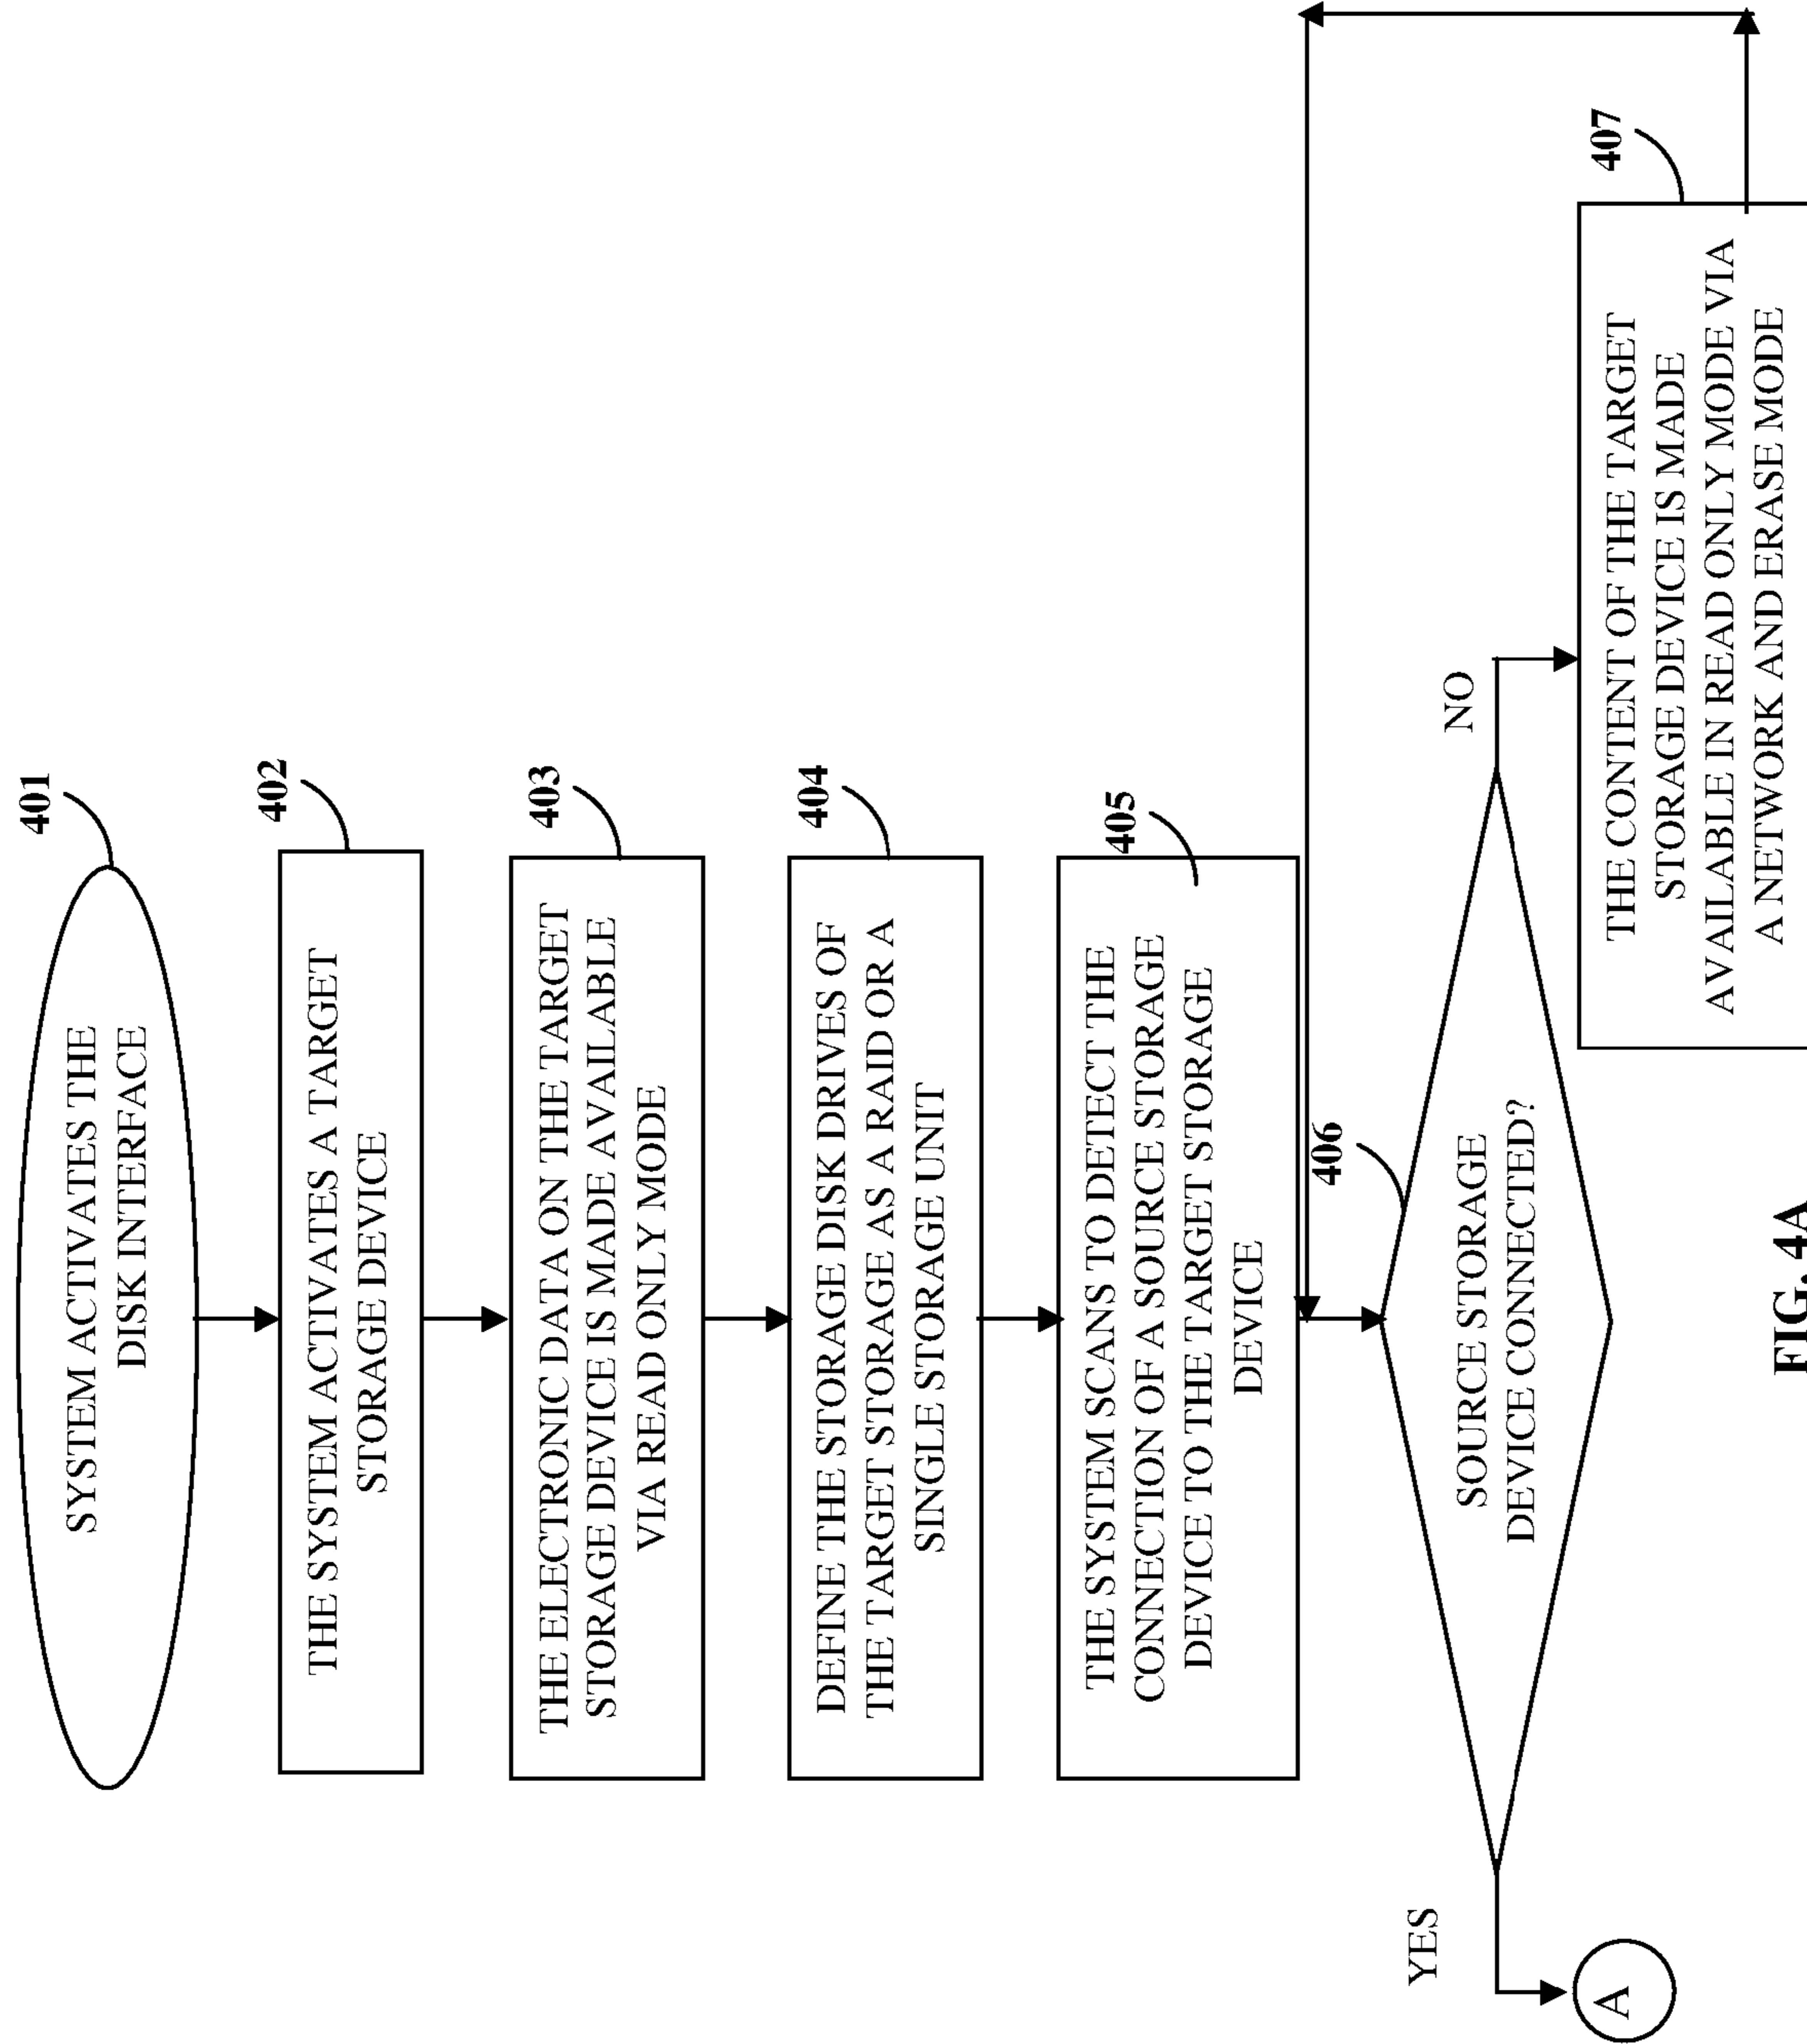 401
SYSTEM ACTIVATES THE
DISK INTERFACE
402
THE SYSTEM ACTIVATES A TARGET
STORAGE DEVICE
403
THE ELECTRONIC DATA ON THE TARGET
STORAGE DEVICE IS MADE AVAILABLE
VIA READ ONLY MODE
404
DEFINE THE STORAGE DISK DRIVES OF
THE TARGET STORAGE AS A RAID OR A
SINGLE STORAGE UNIT
405
THE SYSTEM SCANS TO DETECT THE
CONNECTION OF A SOURCE STORAGE
DEVICE TO THE TARGET STORAGE
DEVICE
406
SOURCE STORAGE
DEVICE CONNECTED?
YES
NO
A
407
THE CONTENT OF THE TARGET
STORAGE DEVICE IS MADE
AVAILABLE IN READ ONLY MODE VIA
A NETWORK AND ERASE MODE
FIG. 4A